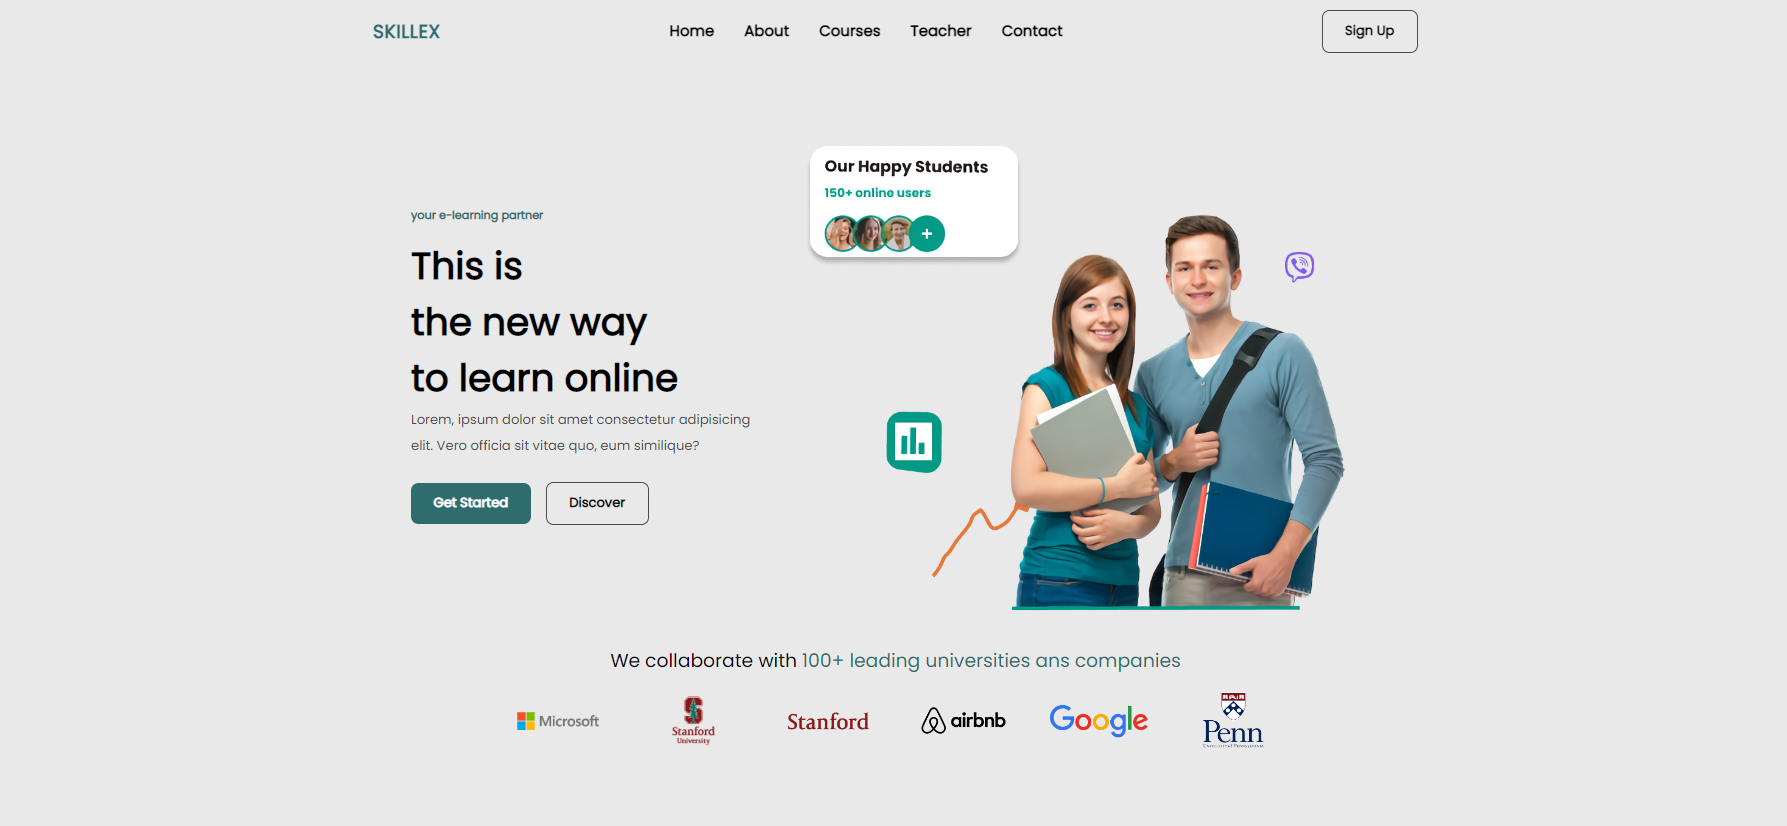 SKILLEX
Home
About
Courses
Teacher
Contact
Sign Up
Our Happy Students
150+ online users
+
your e-learning partner
This is
the new way
to learn online
Lorem, ipsum dolor sit amet consectetur adipisicing
elit. Vero officia sit vitae quo, eum similique?
Get Started
Discover
We collaborate with 100+ leading universities ans companies
Microsoft
S
Stanford
University
Stanford
airbnb
Google
Penn
University of Pennsylvania